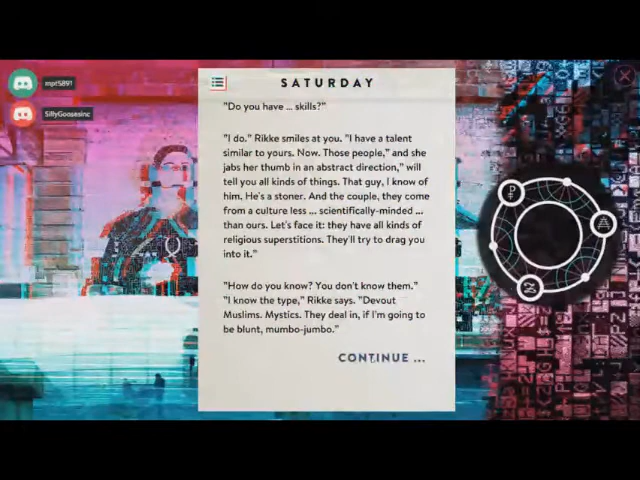 mpt5897
SillyGoosesinc
SATURDAY
"Do you have ... skills?"
"I do." Rikke smiles at you. "I have a talent
similar to yours. Now. Those people," and she
jabs her thumb in an abstract direction," will
tell you all kinds of things. That guy, I know of
him. He's a stoner. And the couple, they come
from a culture less ... scientifically-minded ...
than ours. Let's face it: they have all kinds of
religious superstitions. They'll try to drag you
into it."
"How do you know? You don't know them."
"I know the type," Rikke says. "Devout
Muslims. Mystics. They deal in, if I'm going to
be blunt, mumbo-jumbo."
CONTINUE ...